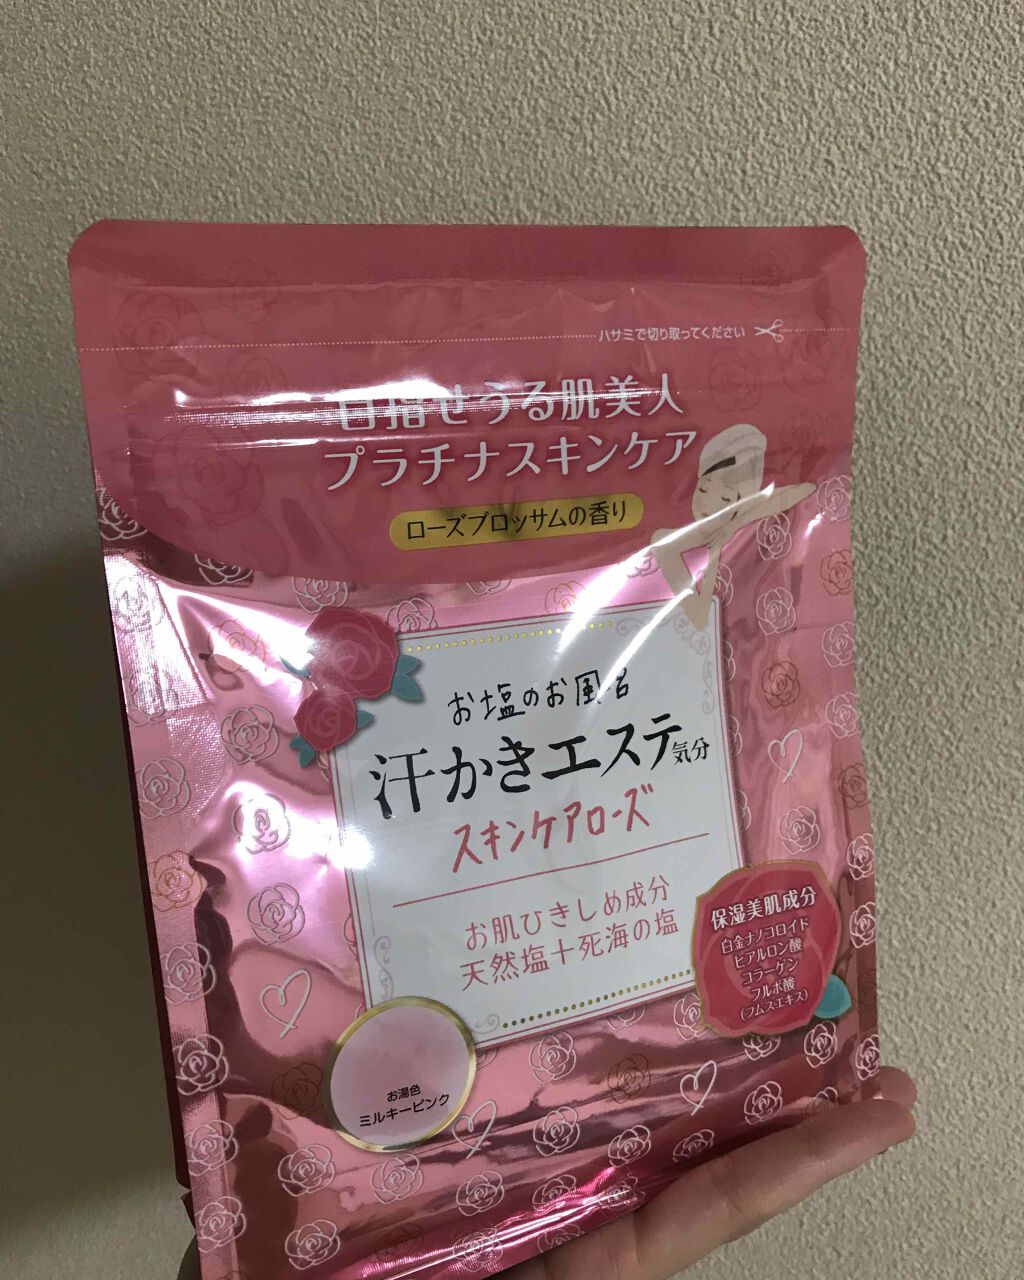 ハサミで切り取ってください
目指せうる肌美人
プラチナスキンケア
ローズブロッサムの香り
お塩のお風呂
汗かきエステ気分
スキンケアローズ
お肌ひきしめ成分
天然塩+死海の塩
保湿美肌成分
白金ナノコロイド
ヒアルロン酸
コラーゲン
フルボ酸
(フムスエキス)
お湯色
ミルキーピンク